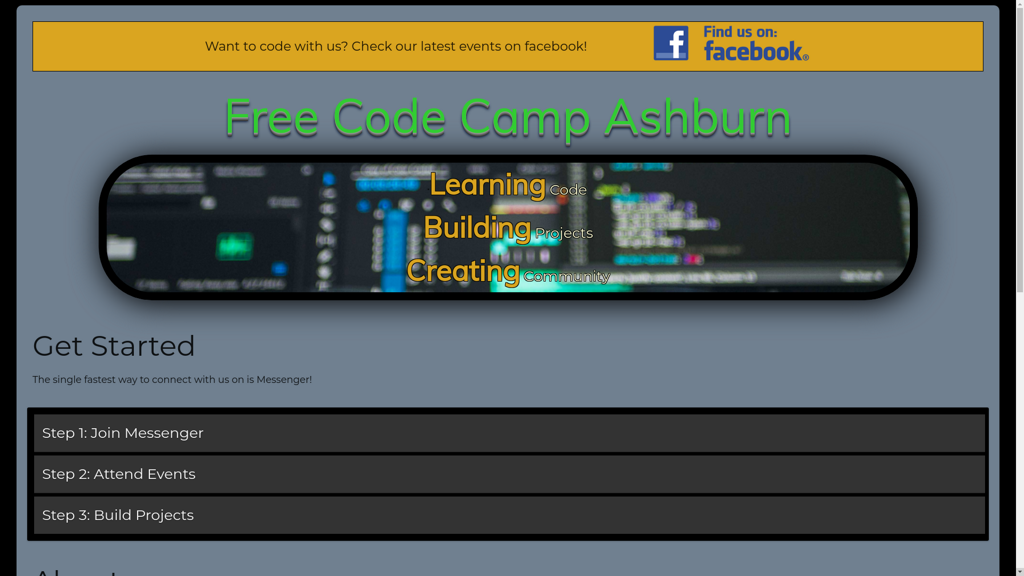 Want to code with us? Check our latest events on facebook!
Find us on:
facebook®
Free Code Camp Ashburn
Learning Code
Building Projects
Creating Community
Get Started
The single fastest way to connect with us on is Messenger!
Step 1: Join Messenger
Step 2: Attend Events
Step 3: Build Projects